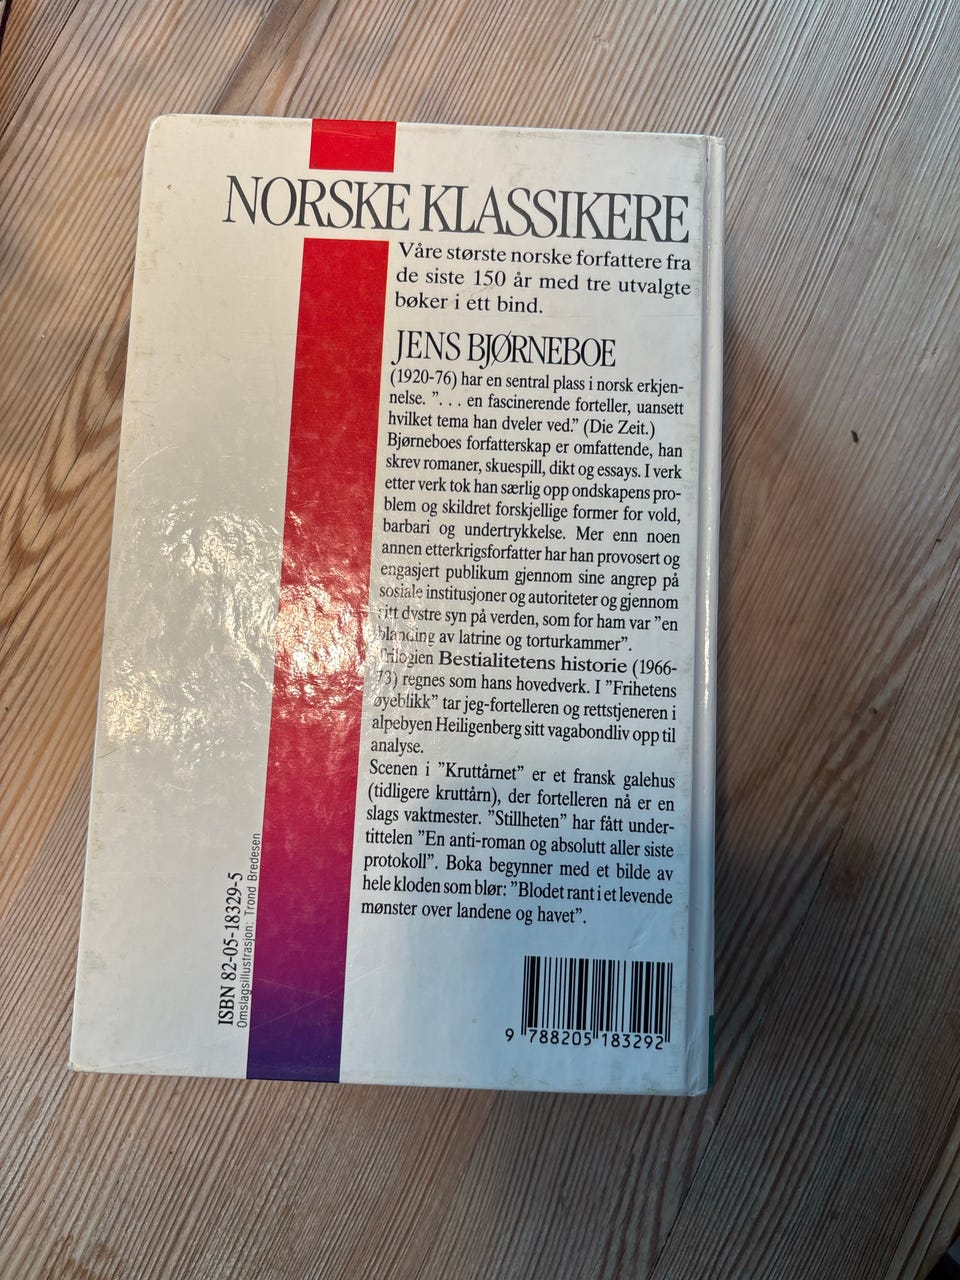 NORSKE KLASSIKERE
Våre største norske forfattere fra
de siste 150 år med tre utvalgte
bøker i ett bind.
JENS BJØRNEBOE
(1920-76) har en sentral plass i norsk erkjen-
nelse. ”. . . en fascinerende forteller, uansett
hvilket tema han dveler ved.” (Die Zeit.)
Bjørneboes forfatterskap er omfattende, han
skrev romaner, skuespill, dikt og essays. I verk
etter verk tok han særlig opp ondskapens pro-
blem og skildret forskjellige former for vold,
barbari og undertrykkelse. Mer enn noen
annen etterkrigsforfatter har han provosert og
engasjert publikum gjennom sine angrep på
sosiale institusjoner og autoriteter og gjennom
sitt dystre syn på verden, som for ham var ”en
blanding av latrine og torturkammer”.
Trilogien Bestialitetens historie (1966-
73) regnes som hans hovedverk. I ”Frihetens
øyeblikk” tar jeg-fortelleren og rettstjeneren i
alpebyen Heiligenberg sitt vagabondliv opp til
analyse.
Scenen i ”Kruttårnet” er et fransk galehus
(tidligere kruttårn), der fortelleren nå er en
slags vaktmester. ”Stillheten” har fått under-
tittelen ”En anti-roman og absolutt aller siste
protokoll”. Boka begynner med et bilde av
hele kloden som blør: ”Blodet rant i et levende
mønster over landene og havet”.
ISBN 82-05-18329-5
Omslagsillustrasjon: Trond Bredesen
9 788205 183292